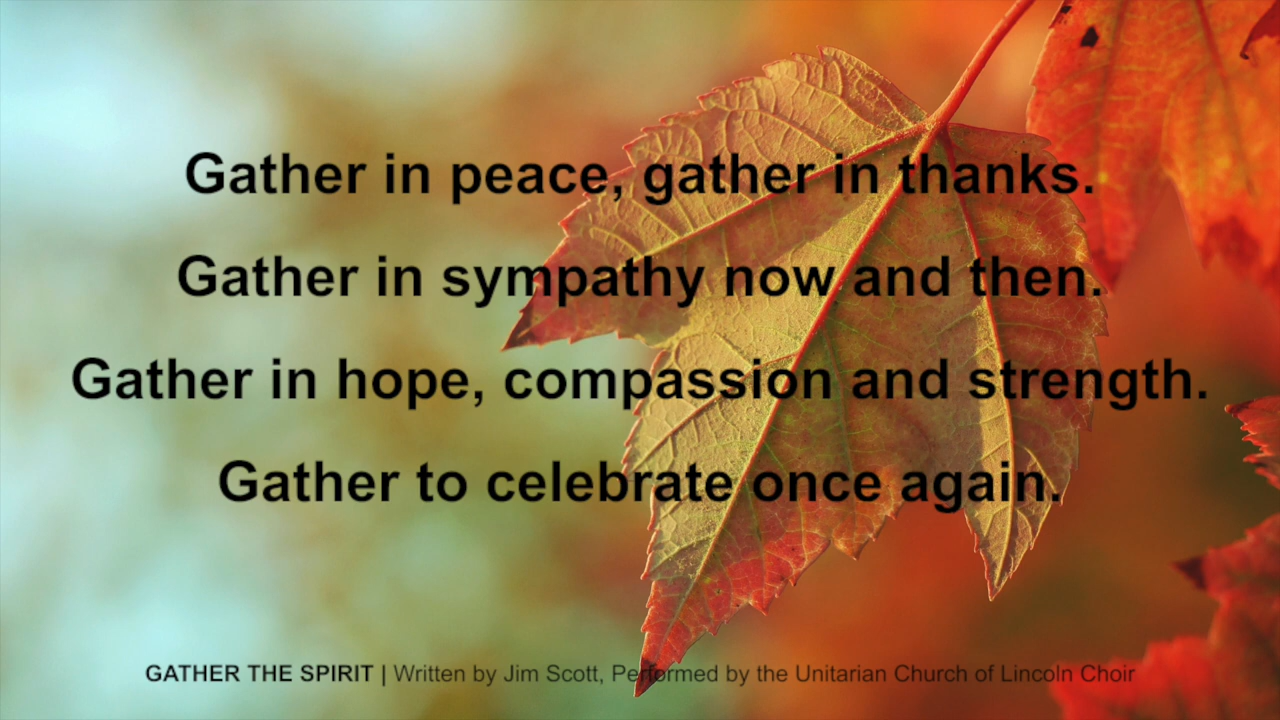 Gather in peace, gather in thanks.
Gather in sympathy now and then.
Gather in hope, compassion and strength.
Gather to celebrate once again.
GATHER THE SPIRIT | Written by Jim Scott, Performed by the Unitarian Church of Lincoln Choir